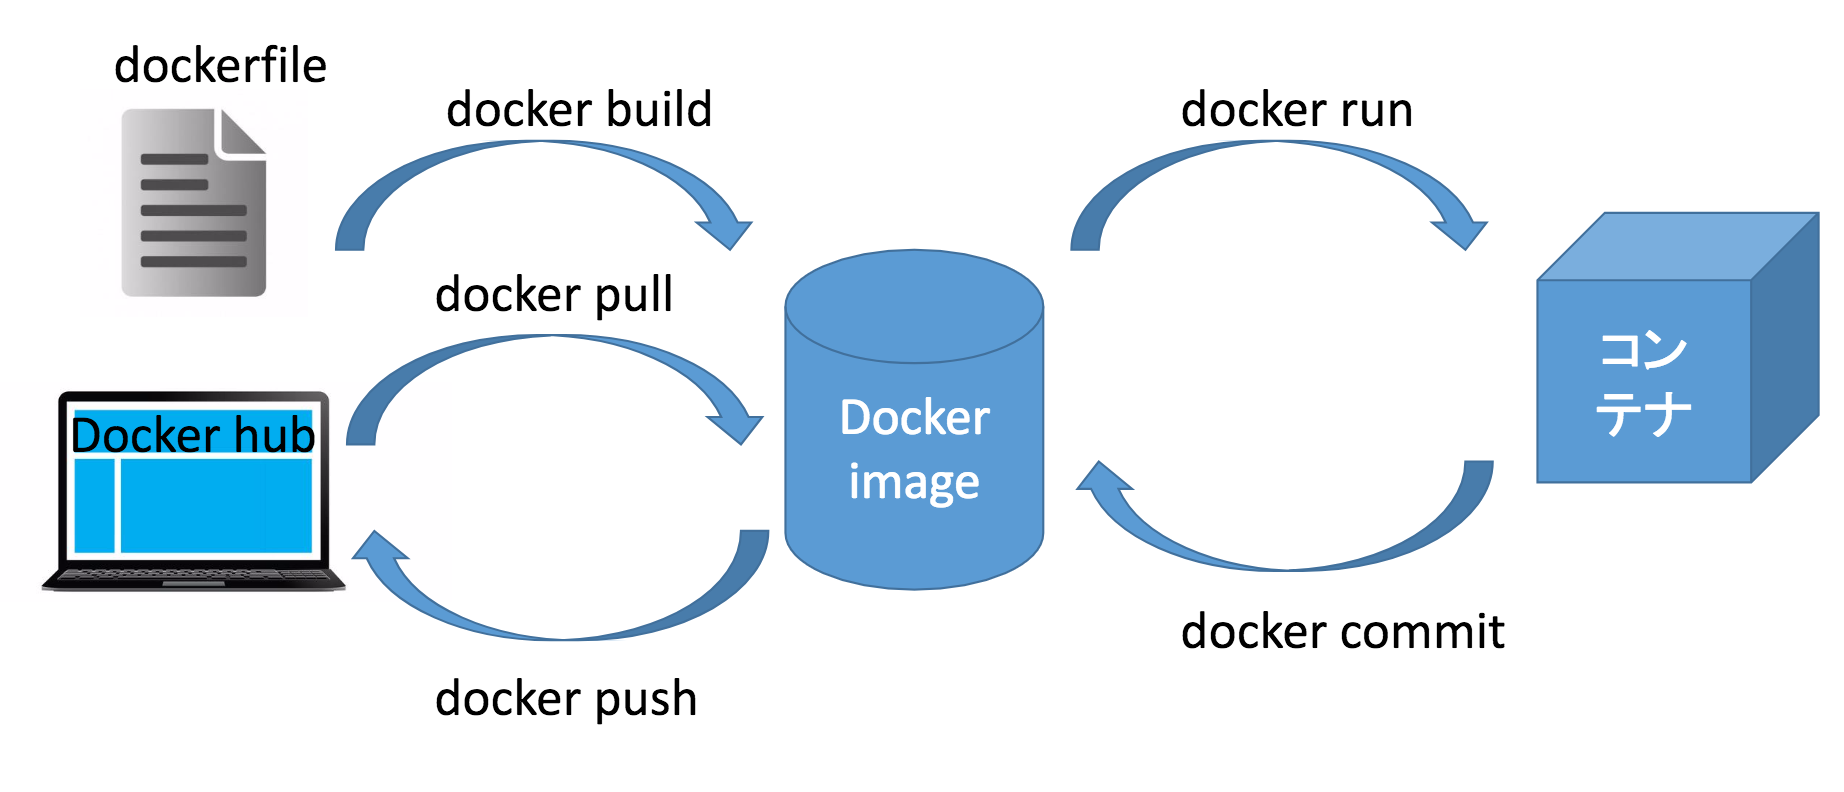 dockerfile
docker build
docker run
docker pull
Docker hub
Docker
image
コン
テナ
docker commit
docker push